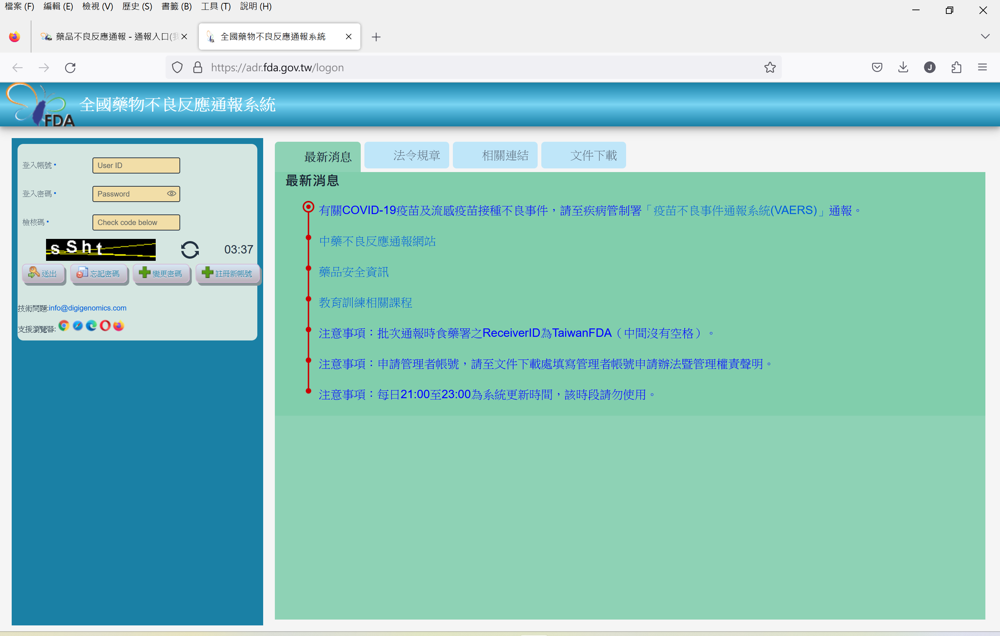 檔案 (F) 編輯 (E) 檢視 (V) 歷史 (S) 書籤 (B) 工具 (T) 說明 (H)
藥品不良反應通報 - 通報入口(我
全國藥物不良反應通報系統
https://adr.fda.gov.tw/logon
J
FDA
全國藥物不良反應通報系統
登入帳號 •
User ID
登入密碼 •
Password
檢核碼 •
Check code below
sSht
03:37
送出
忘記密碼
變更密碼
註冊新帳號
技術問題:info@digigenomics.com
支援瀏覽器:
最新消息
法令規章
相關連結
文件下載
最新消息
有關COVID-19疫苗及流感疫苗接種不良事件，請至疾病管制署「疫苗不良事件通報系統(VAERS)」通報。
中藥不良反應通報網站
藥品安全資訊
教育訓練相關課程
注意事項：批次通報時食藥署之ReceiverID為TaiwanFDA（中間沒有空格）。
注意事項：申請管理者帳號，請至文件下載處填寫管理者帳號申請辦法暨管理權責聲明。
注意事項：每日21:00至23:00為系統更新時間，該時段請勿使用。